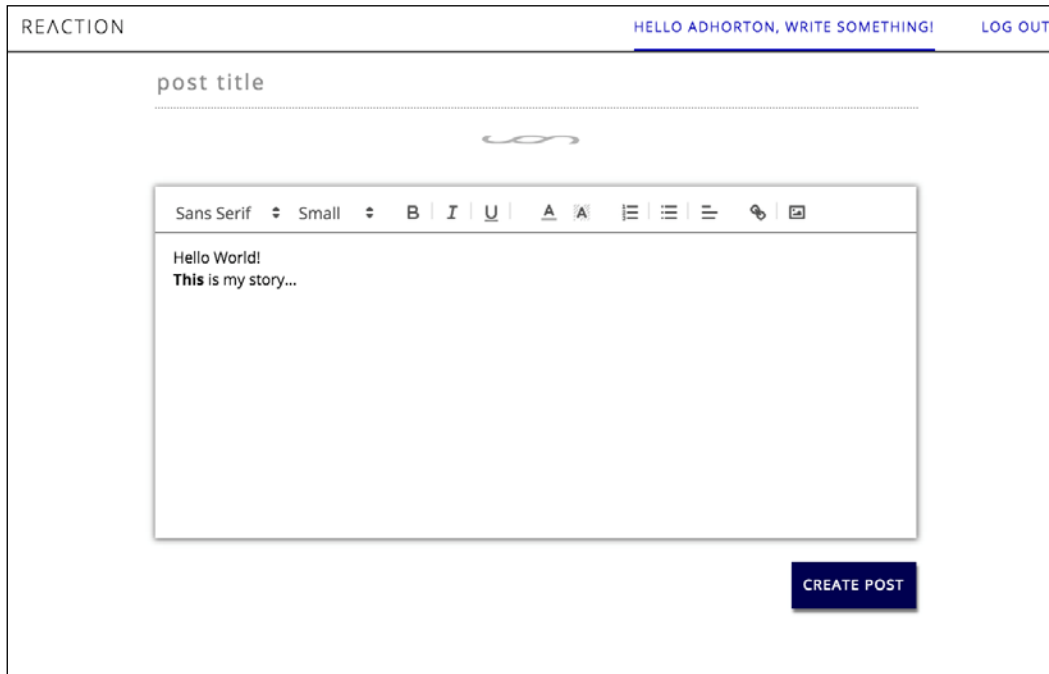 REACTION
HELLO ADHORTON, WRITE SOMETHING!
LOG OUT
post title
Sans Serif Small B I U A A
Hello World!
This is my story...
CREATE POST